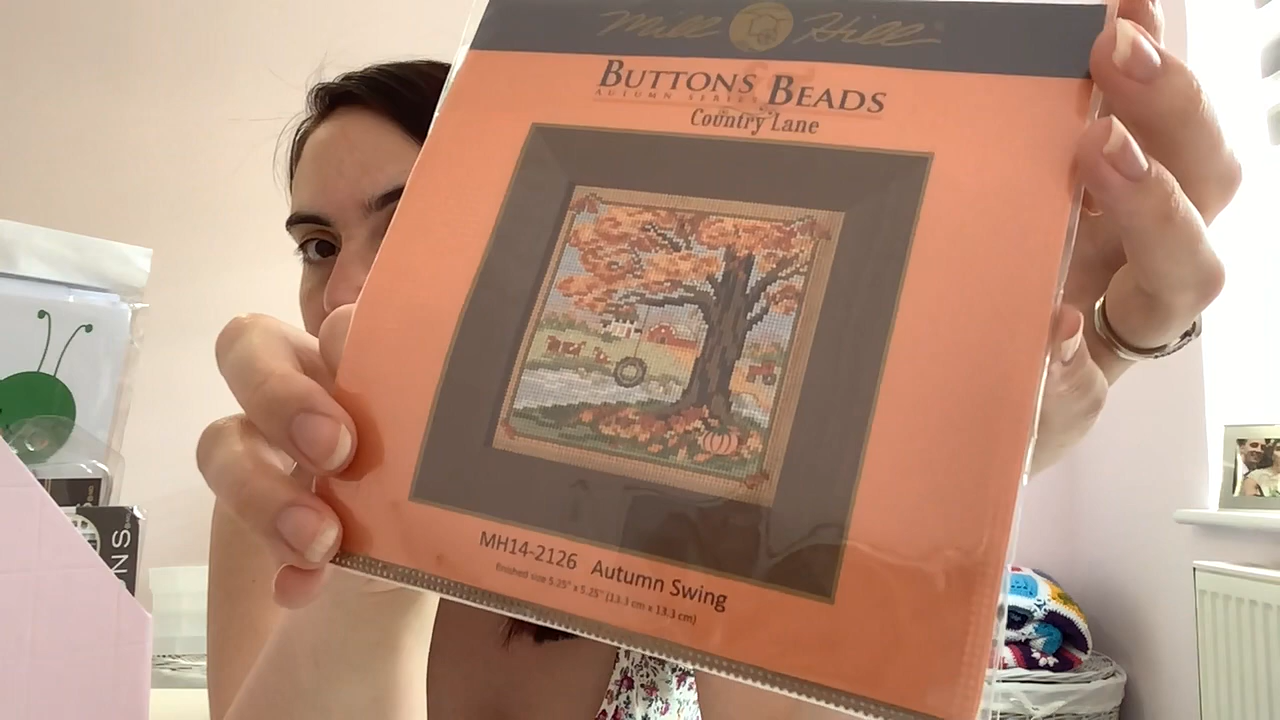 Mill Hill
BUTTONS BEADS
AUTUMN SERIES
Country Lane
MH14-2126 Autumn Swing
finished size 5.25" x 5.25" (13.3 cm x 13.3 cm)